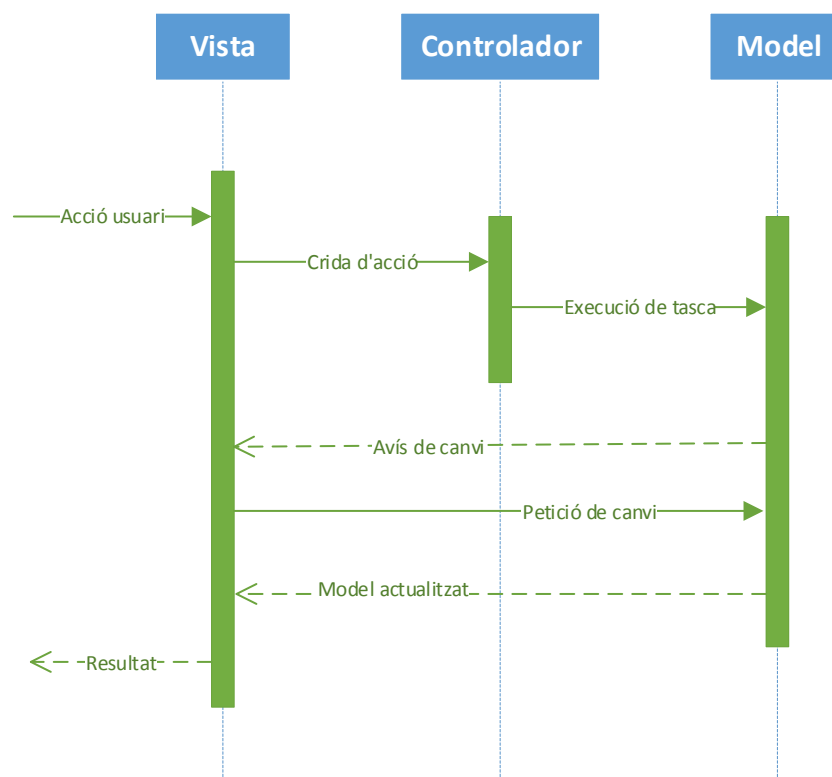 Vista
Controlador
Model
Acció usuari
Crida d'acció
Execució de tasca
Avís de canvi
Petició de canvi
Model actualitzat
Resultat